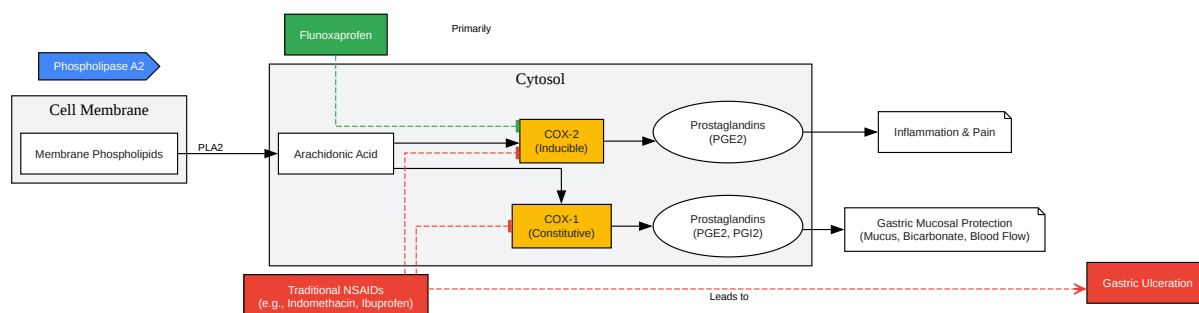 Flunoxaprofen
Primarily
Phospholipase A2
Cytosol
Cell Membrane
Membrane Phospholipids
PLA2
Arachidonic Acid
COX-2
(Inducible)
Prostaglandins
(PGE2)
Inflammation & Pain
COX-1
(Constitutive)
Prostaglandins
(PGE2, PGI2)
Gastric Mucosal Protection
(Mucus, Bicarbonate, Blood Flow)
Traditional NSAIDs
(e.g., Indomethacin, Ibuprofen)
Leads to
Gastric Ulceration